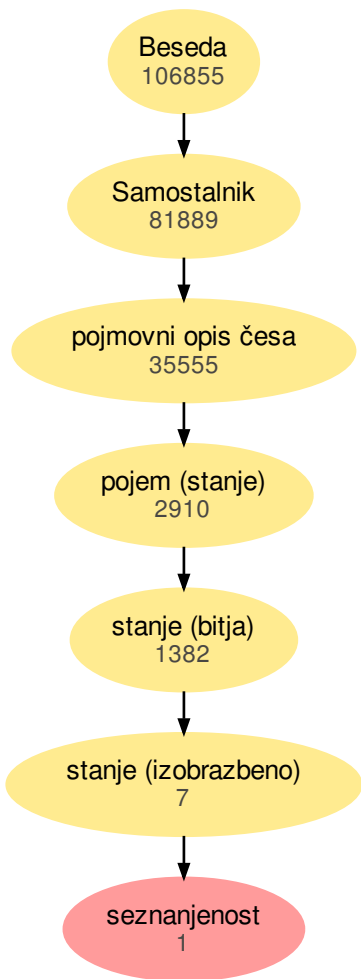 Beseda
106855
Samostalnik
81889
pojmovni opis česa
35555
pojem (stanje)
2910
stanje (bitja)
1382
stanje (izobrazbeno)
7
seznanjenost
1